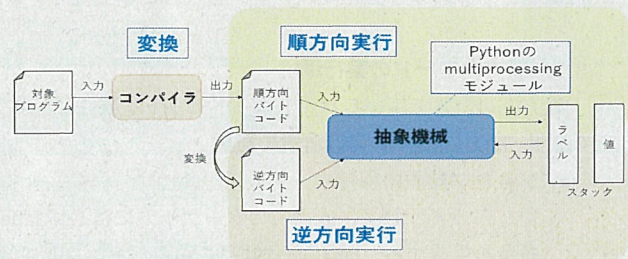 変換
順方向実行
Pythonの
multiprocessing
モジュール
対象
プログラム
入力
コンパイラ
出力
順方向
バイト
コード
入力
抽象機械
出力
入力
ラベル
値
スタック
変換
逆方向
バイト
コード
入力
逆方向実行